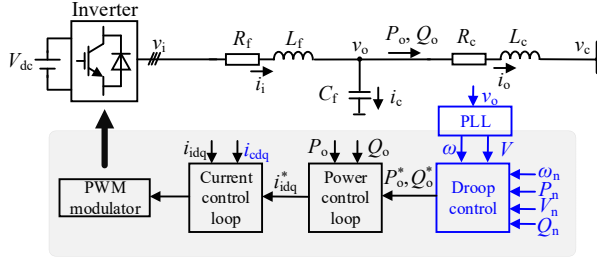 Inverter
V_dc
v_i
R_f
L_f
v_o
P_o, Q_o
R_c
L_c
v_c
i_i
C_f
i_c
i_o
v_o
PLL
ω
V
i_idq
i_cdq
P_o
Q_o
PWM modulator
Current control loop
i*_idq
Power control loop
P*_o, Q*_o
Droop control
ω_n
P_n
V_n
Q_n